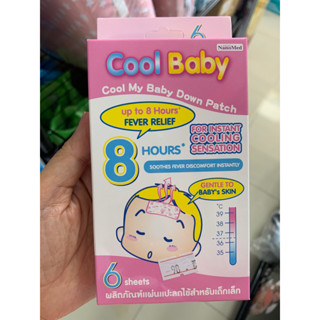 6
NanoMed
Cool Baby
Cool My Baby Down Patch
up to 8 Hours*
FEVER RELIEF
8 HOURS*
FOR INSTANT
COOLING
SENSATION
SOOTHES FEVER DISCOMFORT INSTANTLY*
GENTLE TO
BABY's SKIN
°C
39
38
37
36
35
6 sheets
ผลิตภัณฑ์แผ่นแปะลดไข้สำหรับเด็กเล็ก